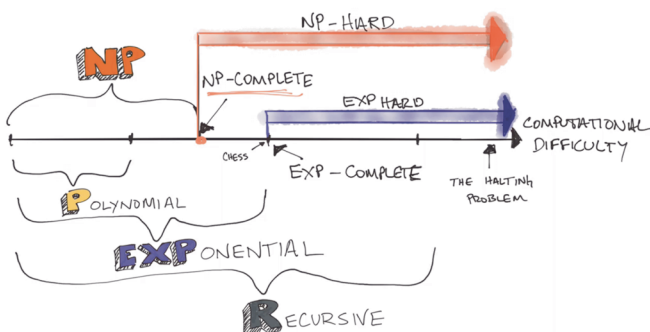 NP-HARD
NP
NP-COMPLETE
EXP HARD
COMPUTATIONAL
DIFFICULTY
CHESS
EXP-COMPLETE
THE HALTING
PROBLEM
POLYNOMIAL
EXPONENTIAL
RECURSIVE